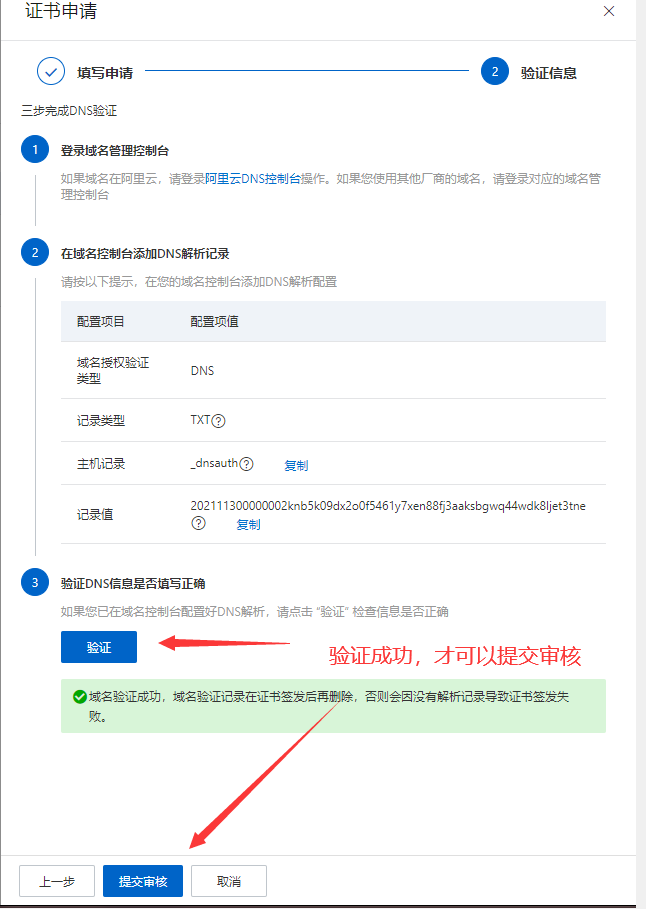 证书申请
填写申请
2
验证信息
三步完成DNS验证
1
登录域名管理控制台
如果域名在阿里云，请登录阿里云DNS控制台操作。如果您使用其他厂商的域名，请登录对应的域名管
理控制台
2
在域名控制台添加DNS解析记录
请按以下提示，在您的域名控制台添加DNS解析配置
配置项目 配置项值
域名授权验证
类型
DNS
记录类型 TXT
主机记录 _dnsauth 复制
记录值
202111300000002knb5k09dx2o0f5461y7xen88fj3aaksbgwq44wdk8ljet3tne
复制
3
验证DNS信息是否填写正确
如果您已在域名控制台配置好DNS解析，请点击 “验证” 检查信息是否正确
验证
验证成功，才可以提交审核
域名验证成功，域名验证记录在证书签发后再删除，否则会因没有解析记录导致证书签发失
败。
上一步 提交审核 取消